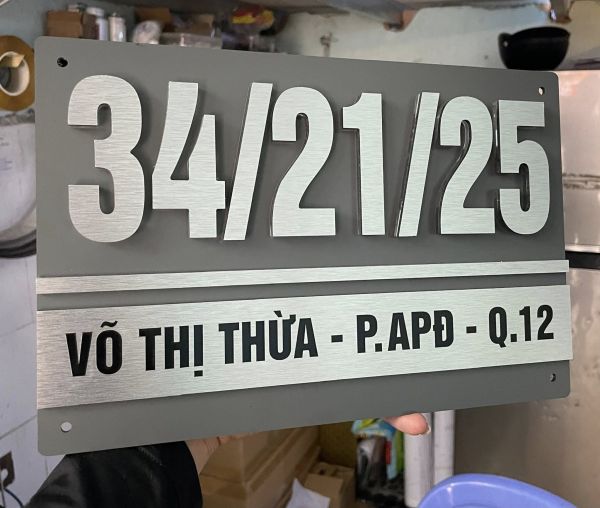 34/21/25
VÕ THỊ THỪA - P.APĐ - Q.12